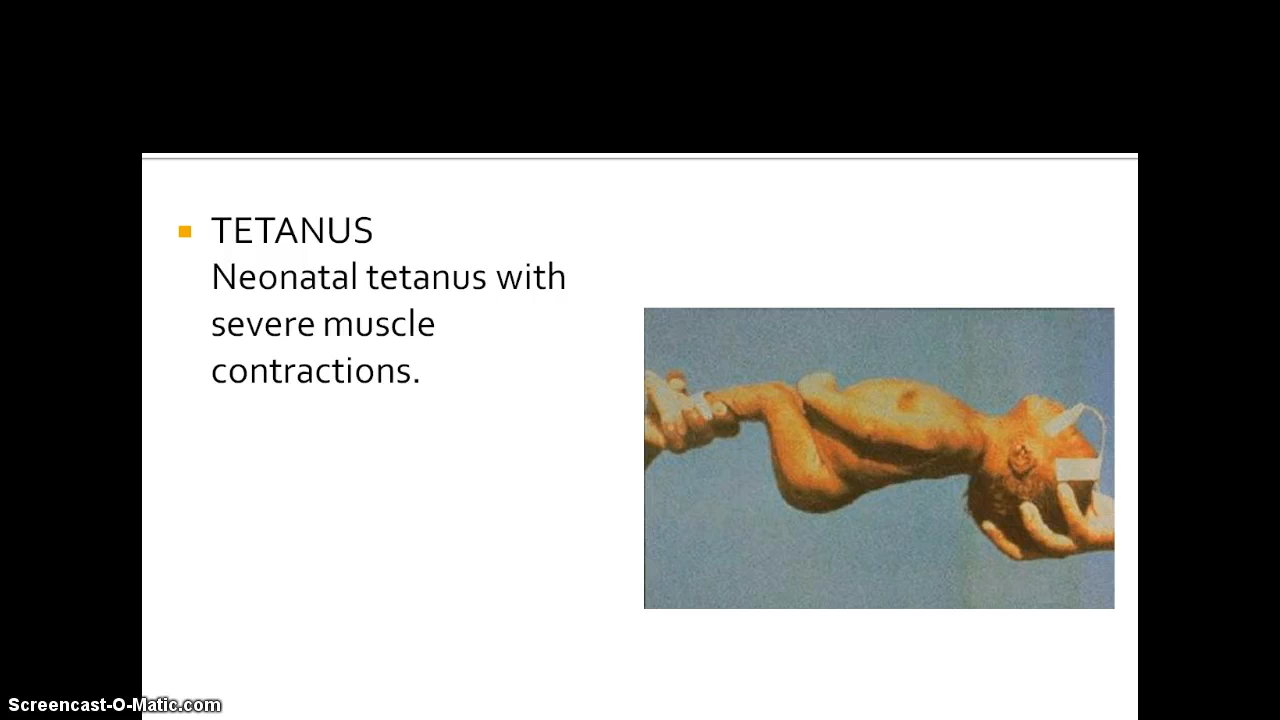 TETANUS
Neonatal tetanus with
severe muscle
contractions.
Screencast-O-Matic.com